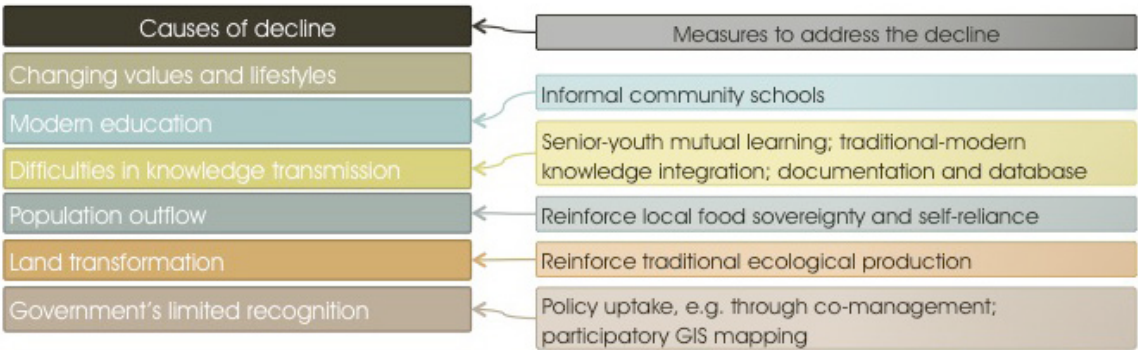 Causes of decline
Measures to address the decline
Changing values and lifestyles
Modern education
Informal community schools
Difficulties in knowledge transmission
Senior-youth mutual learning; traditional-modern
knowledge integration; documentation and database
Population outflow
Reinforce local food sovereignty and self-reliance
Land transformation
Reinforce traditional ecological production
Government's limited recognition
Policy uptake, e.g. through co-management;
participatory GIS mapping